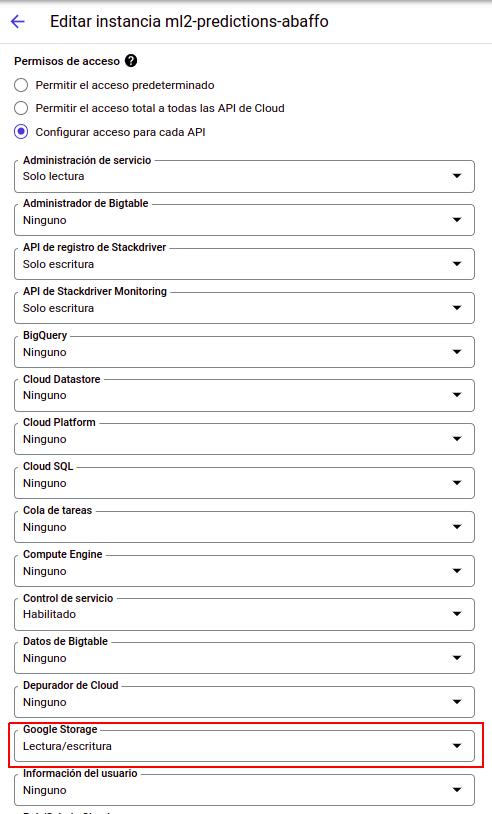 Editar instancia ml2-predictions-abaffo
Permisos de acceso
Permitir el acceso predeterminado
Permitir el acceso total a todas las API de Cloud
Configurar acceso para cada API
Administración de servicio
Solo lectura
Administrador de Bigtable
Ninguno
API de registro de Stackdriver
Solo escritura
API de Stackdriver Monitoring
Solo escritura
BigQuery
Ninguno
Cloud Datastore
Ninguno
Cloud Platform
Ninguno
Cloud SQL
Ninguno
Cola de tareas
Ninguno
Compute Engine
Ninguno
Control de servicio
Habilitado
Datos de Bigtable
Ninguno
Depurador de Cloud
Ninguno
Google Storage
Lectura/escritura
Información del usuario
Ninguno